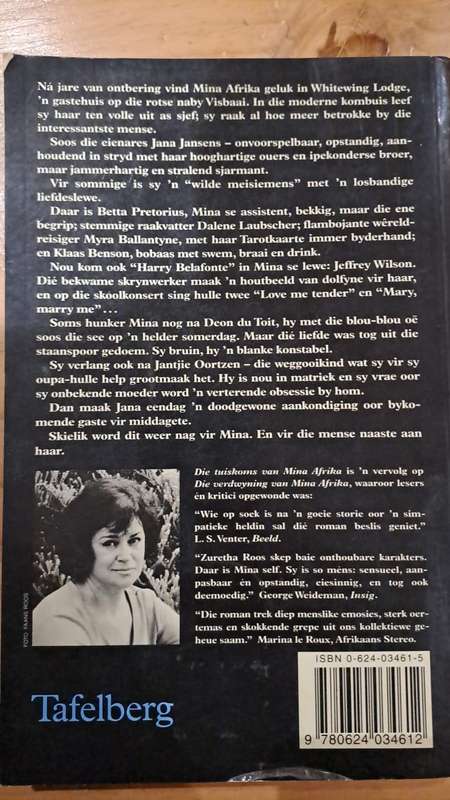 Ná jare van ontbering vind Mina Afrika geluk in Whitewing Lodge,
'n gastehuis op die rotse naby Visbaai. In die moderne kombuis leef
sy haar ten volle uit as sjef; sy raak al hoe meer betrokke by die
interessantste mense.
Soos die eienares Jana Jansens – onvoorspelbaar, opstandig, aan-
houdend in stryd met haar hooghartige ouers en ipekonderse broer,
maar jammerhartig en stralend sjarmant.
Vir sommige is sy 'n "wilde meisiemens" met 'n losbandige
liefdeslewe.
Daar is Betta Pretorius, Mina se assistent, bekkig, maar die ene
begrip; stemmige raakvatter Dalene Laubscher; flambojante wêreld-
reisiger Myra Ballantyne, met haar Tarotkaarte immer byderhand;
en Klaas Benson, bobaas met swem, braai en drink.
Nou kom ook "Harry Belafonte" in Mina se lewe: Jeffrey Wilson.
Dié bekwame skrynwerker maak 'n houtbeeld van dolfyne vir haar,
en op die skoolkonsert sing hulle twee "Love me tender" en "Mary,
marry me" ...
Soms hunker Mina nog na Deon du Toit, hy met die blou-blou oë
soos die see op 'n helder somerdag. Maar dié liefde was tog uit die
staanspoor gedoem. Sy bruin, hy 'n blanke konstabel.
Sy verlang ook na Jantjie Oortzen – die weggooikind wat sy vir sy
oupa-hulle help grootmaak het. Hy is nou in matriek en sy vrae oor
sy onbekende moeder word 'n verterende obsessie by hom.
Dan maak Jana eendag 'n doodgewone aankondiging oor byko-
mende gaste vir middagete.
Skielik word dit weer nag vir Mina. En vir die mense naaste aan
haar.
Die tuiskoms van Mina Afrika is 'n vervolg op
Die verdwyning van Mina Afrika, waaroor lesers
én kritici opgewonde was:
"Wie op soek is na 'n goeie storie oor 'n sim-
patieke heldin sal dié roman beslis geniet."
L. S. Venter, Beeld.
"Zuretha Roos skep baie onthoubare karakters.
Daar is Mina self. Sy is so mèns: sensueel, aan-
pasbaar én opstandig, eiesinnig, en tog ook
deemoedig." George Weideman, Insig.
"Die roman trek diep menslike emosies, sterk oer-
temas en skokkende grepe uit ons kollektiewe ge-
heue saam." Marina le Roux, Afrikaans Stereo.
FOTO: FAANS ROOS
Tafelberg
ISBN 0-624-03461-5
9 780624 034612